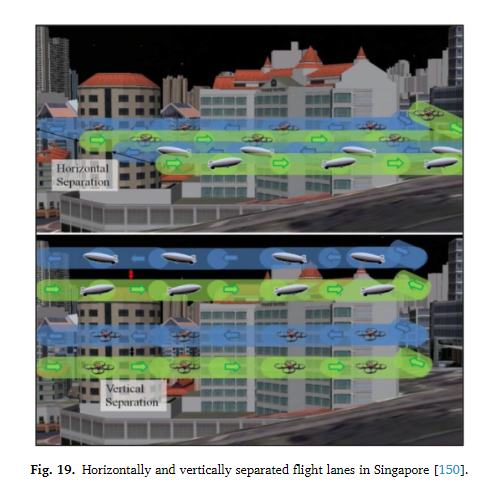 Horizontal
Separation
Vertical
Separation
Fig. 19. Horizontally and vertically separated flight lanes in Singapore [150].